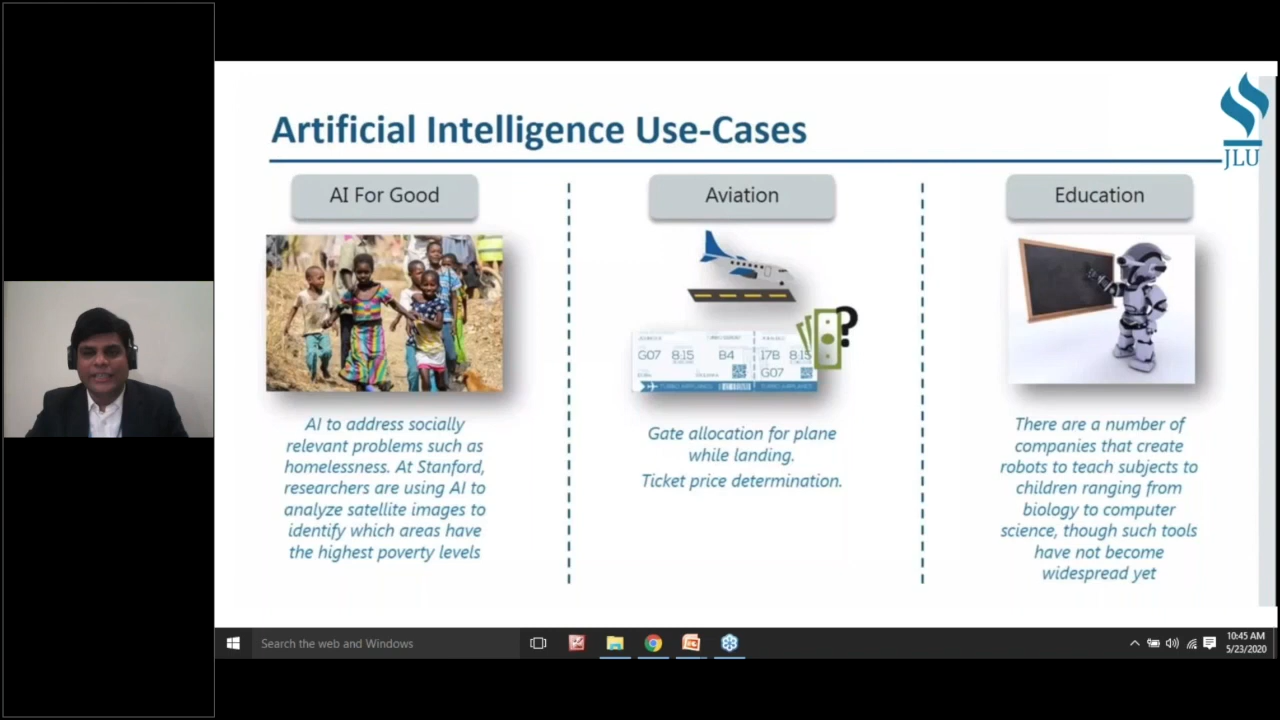 Artificial Intelligence Use-Cases
JLU
AI For Good
AI to address socially
relevant problems such as
homelessness. At Stanford,
researchers are using AI to
analyze satellite images to
identify which areas have
the highest poverty levels
Aviation
?
G07 8.15 B4 17B 8.15
G07
Gate allocation for plane
while landing.
Ticket price determination.
Education
There are a number of
companies that create
robots to teach subjects to
children ranging from
biology to computer
science, though such tools
have not become
widespread yet
Search the web and Windows
10:45 AM
5/23/2020